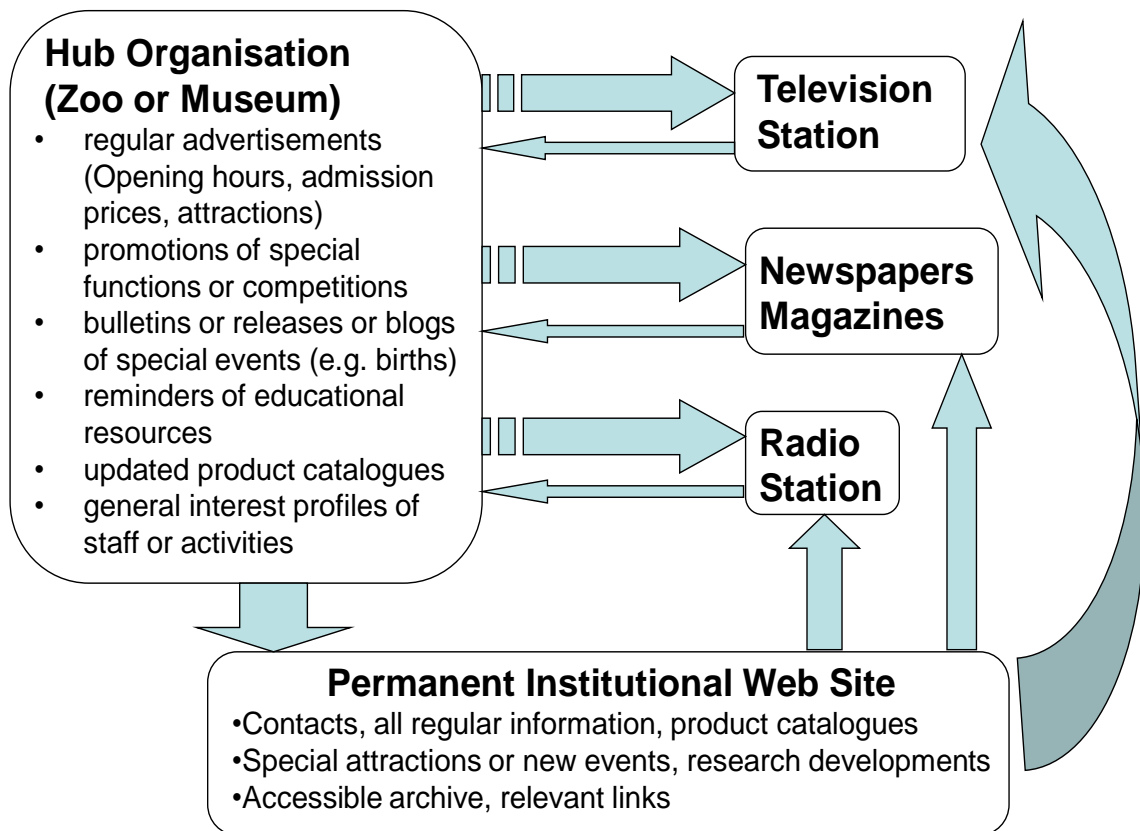 Hub Organisation
(Zoo or Museum)
• regular advertisements
(Opening hours, admission
prices, attractions)
• promotions of special
functions or competitions
• bulletins or releases or blogs
of special events (e.g. births)
• reminders of educational
resources
• updated product catalogues
• general interest profiles of
staff or activities
Television
Station
Newspapers
Magazines
Radio
Station
Permanent Institutional Web Site
•Contacts, all regular information, product catalogues
•Special attractions or new events, research developments
•Accessible archive, relevant links